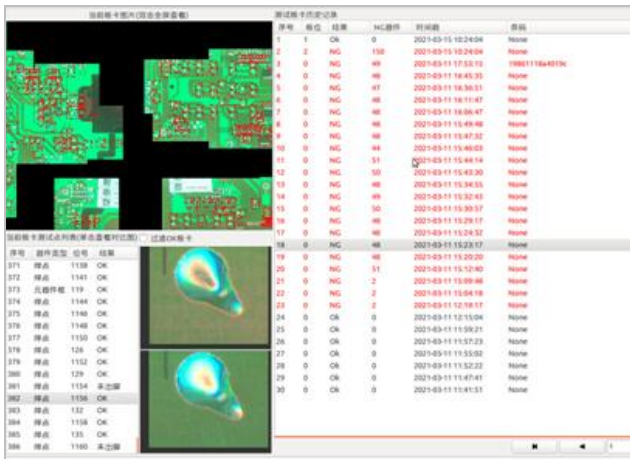 当前板卡图片(双击全屏查看)
测试板卡历史记录
序号 板位 结果 NG器件 时间戳 条码
1 1 Ok 0 2021-03-15 10:24:04 None
2 2 NG 158 2021-03-15 10:24:04 None
3 0 NG 49 2021-03-11 17:53:15
4 0 NG 48 2021-03-11 16:45:35 None
5 0 NG 47 2021-03-11 16:36:51 None
6 0 NG 48 2021-03-11 16:11:47 None
7 0 NG 48 2021-03-11 16:06:47 None
8 0 NG 48 2021-03-11 15:49:48 None
9 0 NG 48 2021-03-11 15:47:32 None
10 0 NG 44 2021-03-11 15:46:03 None
11 0 NG 51 2021-03-11 15:44:14 None
12 0 NG 50 2021-03-11 15:43:30 None
13 0 NG 48 2021-03-11 15:34:55 None
14 0 NG 49 2021-03-11 15:32:43 None
15 0 NG 50 2021-03-11 15:30:57 None
16 0 NG 48 2021-03-11 15:29:17 None
17 0 NG 48 2021-03-11 15:24:32 None
18 0 NG 48 2021-03-11 15:23:17 None
19 0 NG 48 2021-03-11 15:20:20 None
20 0 NG 51 2021-03-11 15:12:40 None
21 0 NG 2 2021-03-11 15:09:48 None
22 0 NG 2 2021-03-11 15:04:18 None
23 0 NG 2 2021-03-11 12:18:17 None
24 0 Ok 0 2021-03-11 12:15:04 None
25 0 Ok 0 2021-03-11 11:59:21 None
26 0 Ok 0 2021-03-11 11:57:23 None
27 0 Ok 0 2021-03-11 11:55:02 None
28 0 Ok 0 2021-03-11 11:52:22 None
29 0 Ok 0 2021-03-11 11:47:41 None
30 0 Ok 0 2021-03-11 11:41:51 None
当前板卡测试点列表(单击查看对比图) 过滤OK板卡
序号 器件类型 位号 结果
371 焊点 1138 OK
372 焊点 1141 OK
373 元器件框 119 OK
374 焊点 1144 OK
375 焊点 1146 OK
376 焊点 1148 OK
377 焊点 1150 OK
378 焊点 126 OK
379 焊点 1152 OK
380 焊点 129 OK
381 焊点 1154 未出脚
382 焊点 1156 OK
383 焊点 132 OK
384 焊点 1158 OK
385 焊点 135 OK
386 焊点 1160 未出脚
1